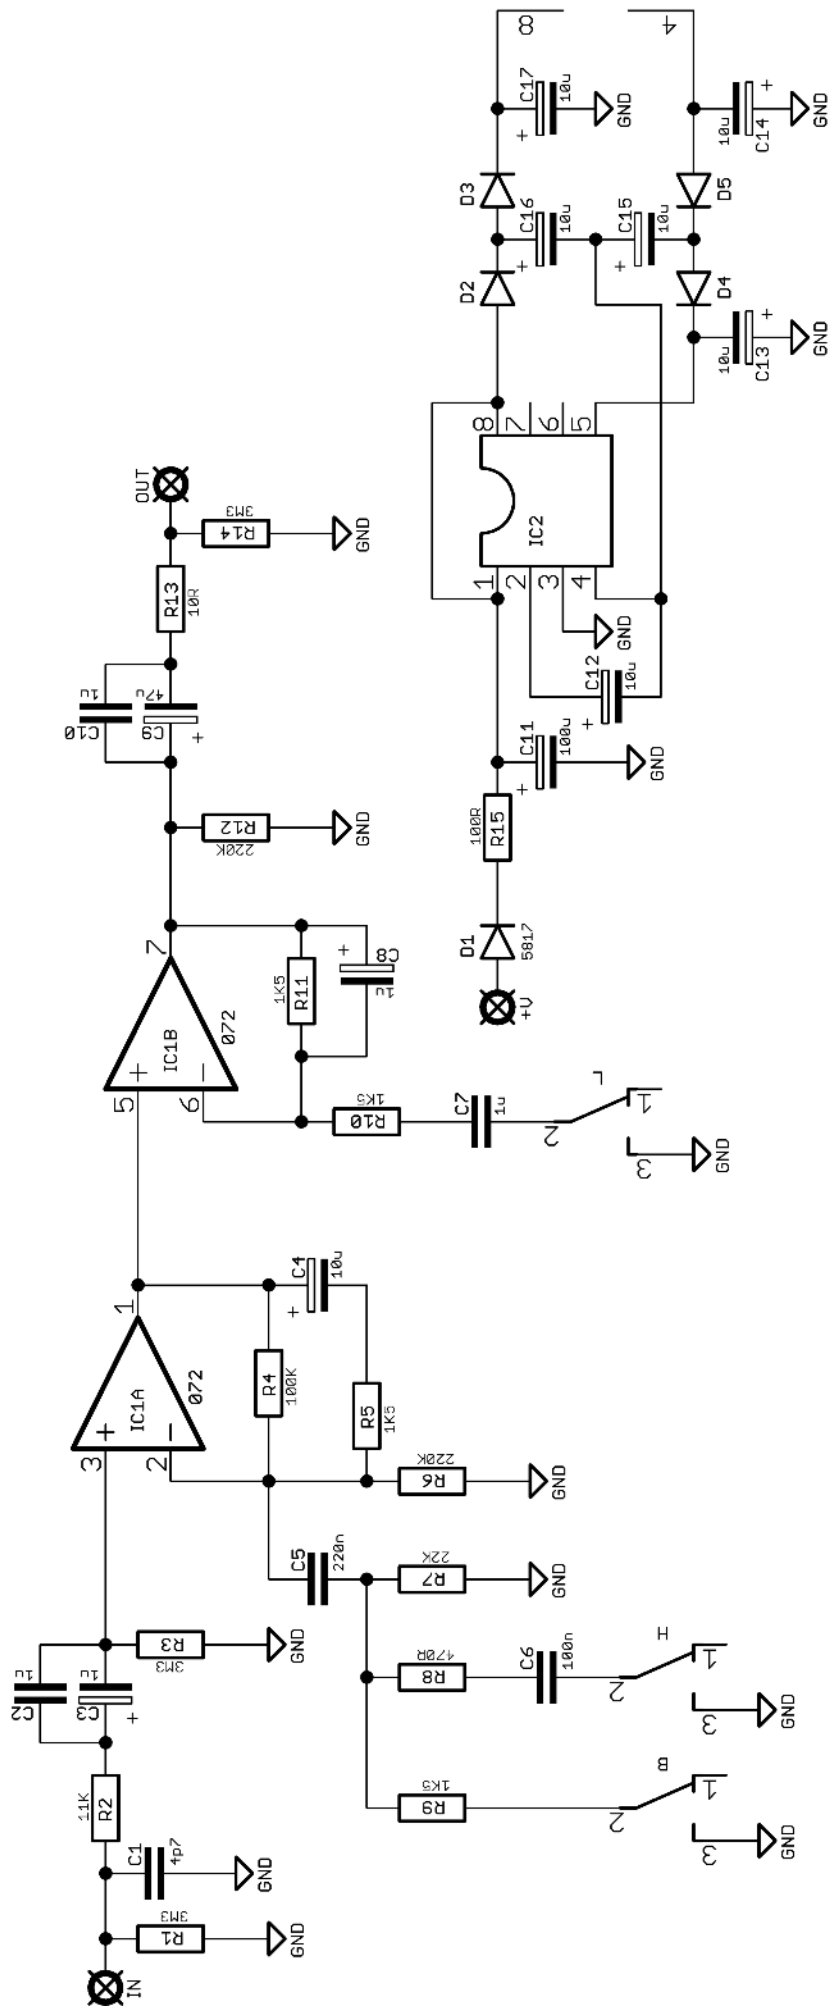 8
4
C17
10u
+
GND
10u
C14
+
GND
D3
D5
C16
10u
+
C15
10u
+
D2
D4
10u
C13
+
GND
8
7
6
5
IC2
1
2
3
4
GND
C12
10u
+
C11
100u
+
GND
100R
R15
D1
5817
+V
OUT
3M3
R14
GND
R13
10R
1u
C10
47u
C9
+
R12
220K
GND
7
IC1B
072
+
-
5
6
1K5
R11
+
C8
1u
R10
1K5
C7
1u
L
2
1
3
GND
1
IC1A
072
+
-
3
2
C4
10u
+
R4
100K
R5
1K5
R6
220K
GND
C5
220n
R7
22K
GND
R8
470R
C6
100n
H
2
1
3
GND
R9
1K5
B
2
1
3
GND
1u
C2
1u
C3
+
R3
3M3
GND
11K
R2
C1
4p7
GND
R1
3M3
GND
IN